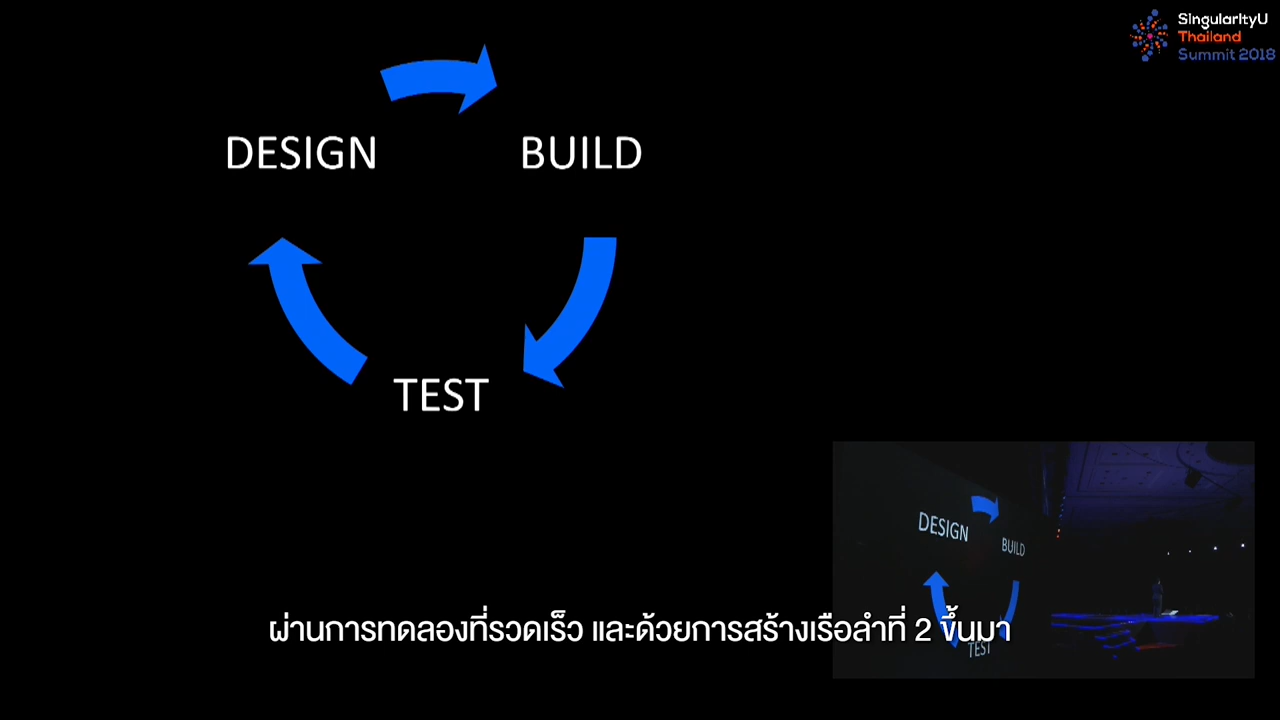 SingularityU
Thailand
Summit 2018
DESIGN
BUILD
TEST
DESIGN
BUILD
TEST
ผ่านการทดลองที่รวดเร็ว และด้วยการสร้างเรือลำที่ 2 ขึ้นมา